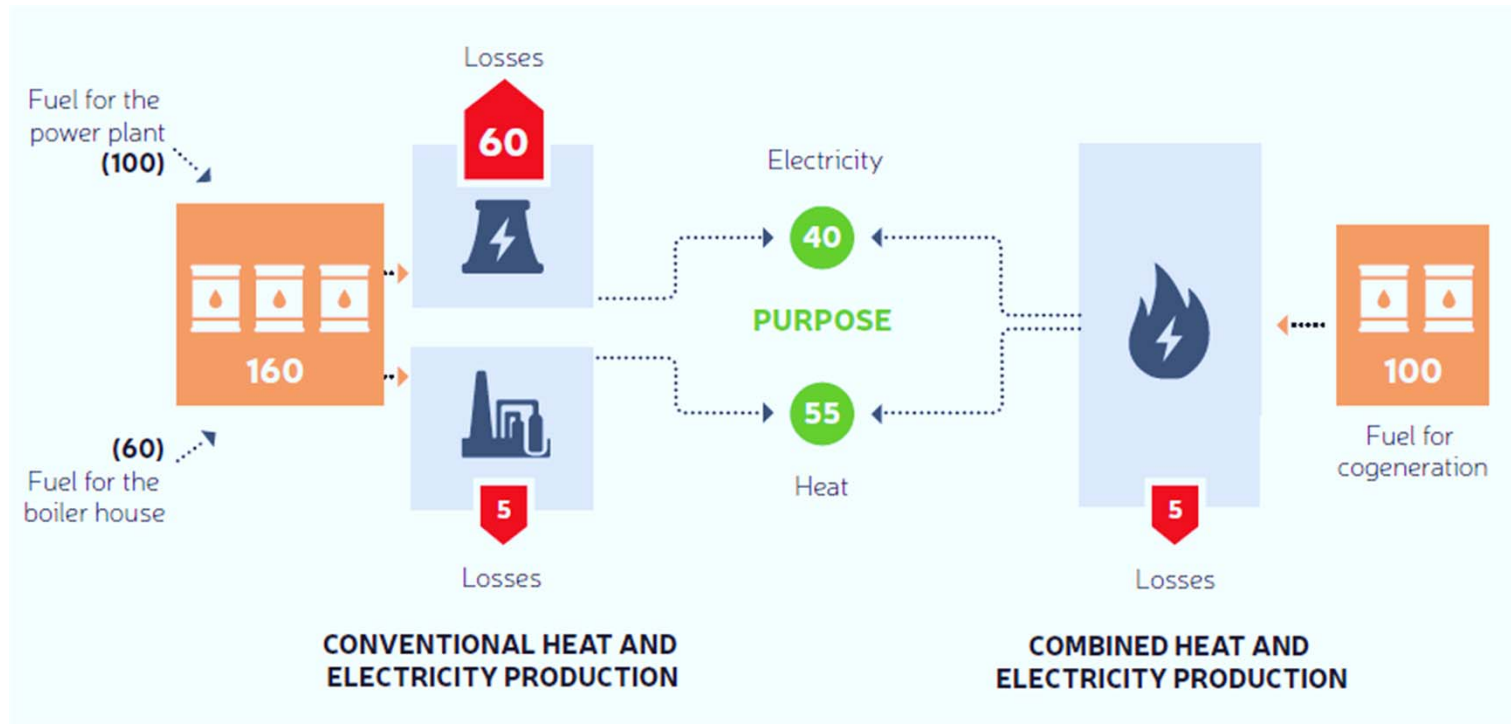 Losses
60
Fuel for the
power plant
(100)
160
(60)
Fuel for the
boiler house
5
Losses
CONVENTIONAL HEAT AND
ELECTRICITY PRODUCTION
Electricity
40
PURPOSE
55
Heat
100
Fuel for
cogeneration
5
Losses
COMBINED HEAT AND
ELECTRICITY PRODUCTION